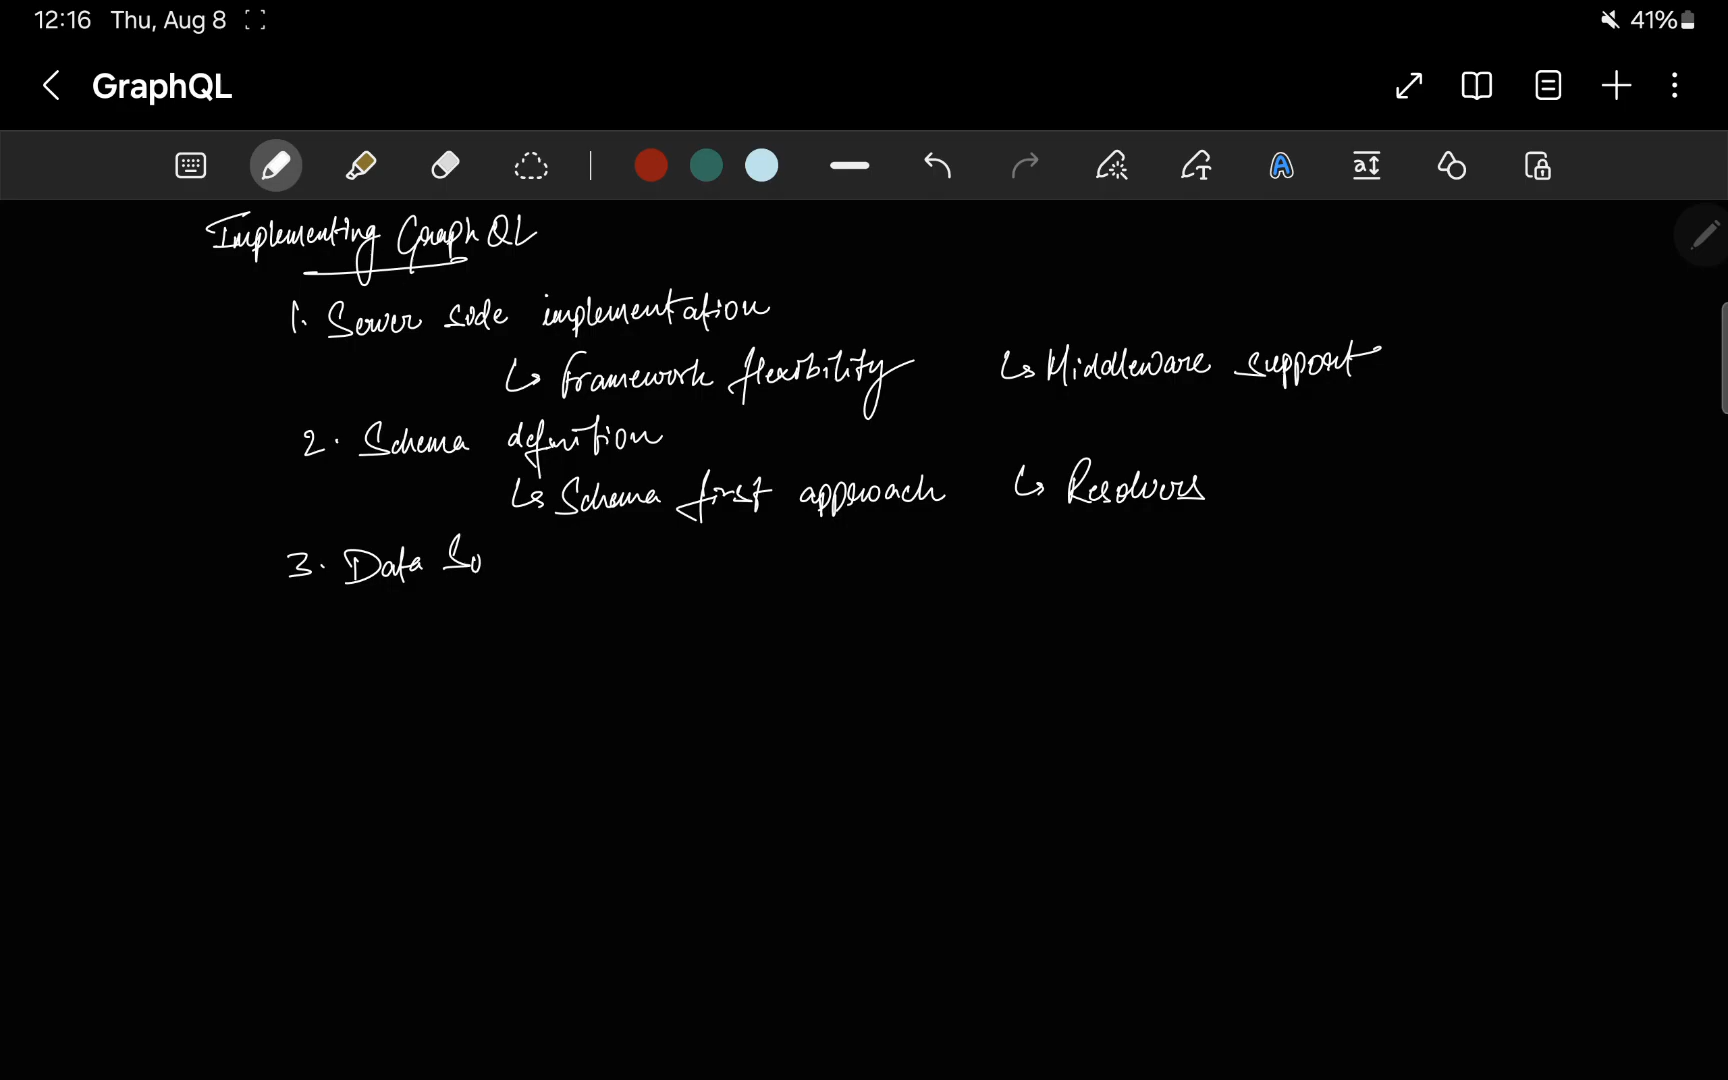 12:16 Thu, Aug 8 41%
GraphQL
Implementing GraphQL
1. Server side implementation
↳ Framework flexibility ↳ Middleware support
2. Schema definition
↳ Schema first approach ↳ Resolvers
3. Data So